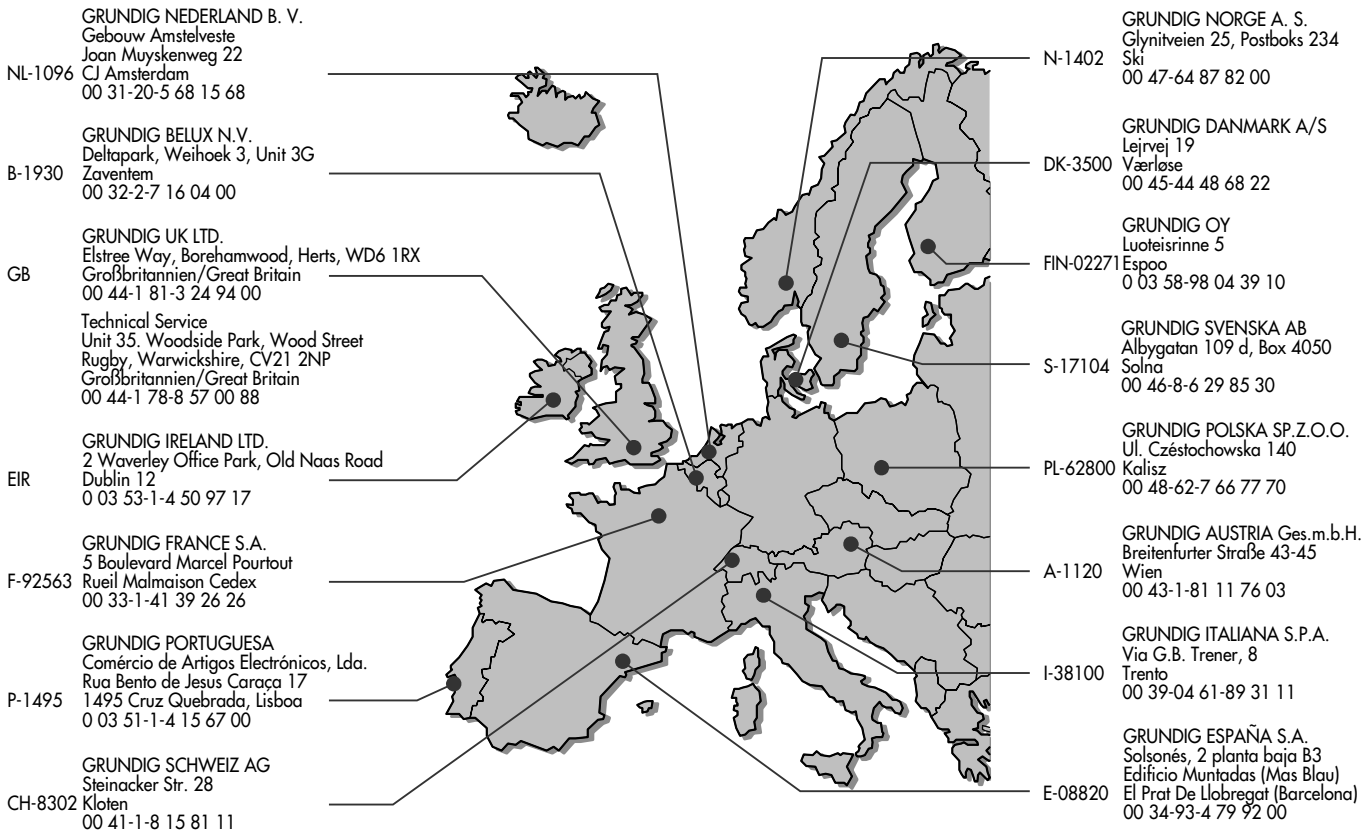 GRUNDIG NEDERLAND B. V.
Gebouw Amstelveste
Joan Muyskenweg 22
NL-1096 CJ Amsterdam
00 31-20-5 68 15 68
GRUNDIG BELUX N.V.
Deltapark, Weihoek 3, Unit 3G
B-1930 Zaventem
00 32-2-7 16 04 00
GRUNDIG UK LTD.
Elstree Way, Borehamwood, Herts, WD6 1RX
GB Großbritannien/Great Britain
00 44-1 81-3 24 94 00
Technical Service
Unit 35. Woodside Park, Wood Street
Rugby, Warwickshire, CV21 2NP
Großbritannien/Great Britain
00 44-1 78-8 57 00 88
GRUNDIG IRELAND LTD.
2 Waverley Office Park, Old Naas Road
EIR Dublin 12
0 03 53-1-4 50 97 17
GRUNDIG FRANCE S.A.
5 Boulevard Marcel Pourtout
F-92563 Rueil Malmaison Cedex
00 33-1-41 39 26 26
GRUNDIG PORTUGUESA
Comércio de Artigos Electrónicos, Lda.
Rua Bento de Jesus Caraça 17
P-1495 1495 Cruz Quebrada, Lisboa
0 03 51-1-4 15 67 00
GRUNDIG SCHWEIZ AG
Steinacker Str. 28
CH-8302 Kloten
00 41-1-8 15 81 11
GRUNDIG NORGE A. S.
Glynitveien 25, Postboks 234
N-1402 Ski
00 47-64 87 82 00
GRUNDIG DANMARK A/S
Lejrvej 19
DK-3500 Værløse
00 45-44 48 68 22
GRUNDIG OY
Luoteisrinne 5
FIN-02271 Espoo
0 03 58-98 04 39 10
GRUNDIG SVENSKA AB
Albygatan 109 d, Box 4050
S-17104 Solna
00 46-8-6 29 85 30
GRUNDIG POLSKA SP.Z.O.O.
Ul. Czéstochowska 140
PL-62800 Kalisz
00 48-62-7 66 77 70
GRUNDIG AUSTRIA Ges.m.b.H.
Breitenfurter Straße 43-45
A-1120 Wien
00 43-1-81 11 76 03
GRUNDIG ITALIANA S.P.A.
Via G.B. Trener, 8
I-38100 Trento
00 39-04 61-89 31 11
GRUNDIG ESPAÑA S.A.
Solsonés, 2 planta baja B3
Edificio Muntadas (Mas Blau)
E-08820 El Prat De Llobregat (Barcelona)
00 34-93-4 79 92 00